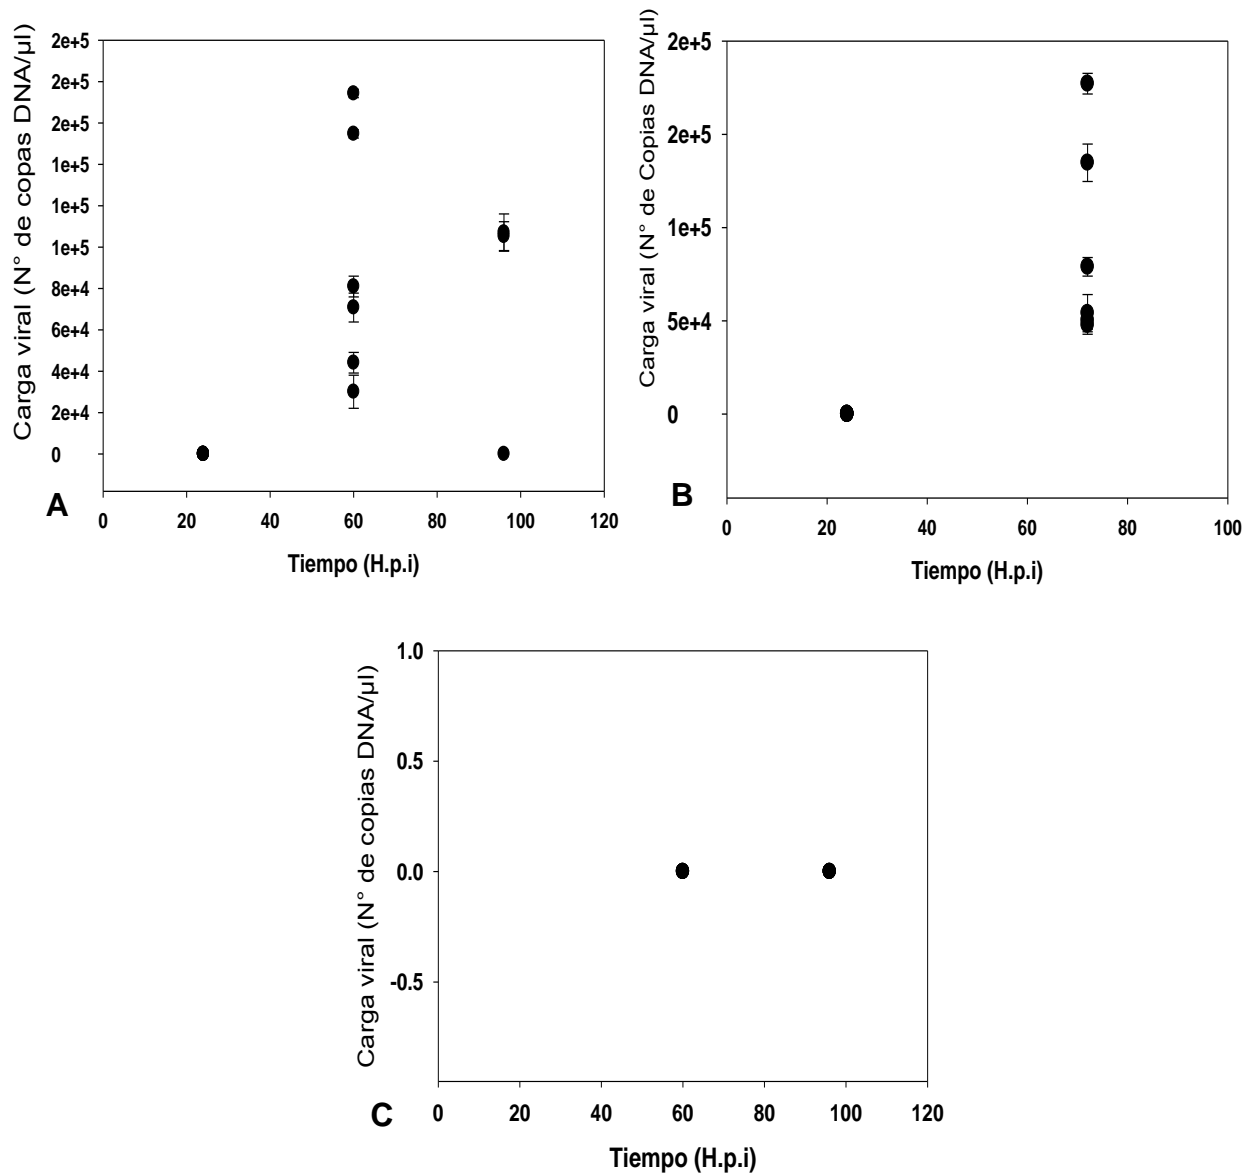 Carga viral (N° de copas DNA/µl)
2e+5
2e+5
2e+5
1e+5
1e+5
1e+5
8e+4
6e+4
4e+4
2e+4
0
A
0 20 40 60 80 100 120
Tiempo (H.p.i)
Carga viral (N° de Copias DNA/µl)
2e+5
2e+5
1e+5
5e+4
0
B
0 20 40 60 80 100
Tiempo (H.p.i)
Carga viral (N° de copias DNA/µl)
1.0
0.5
0.0
-0.5
C
0 20 40 60 80 100 120
Tiempo (H.p.i)